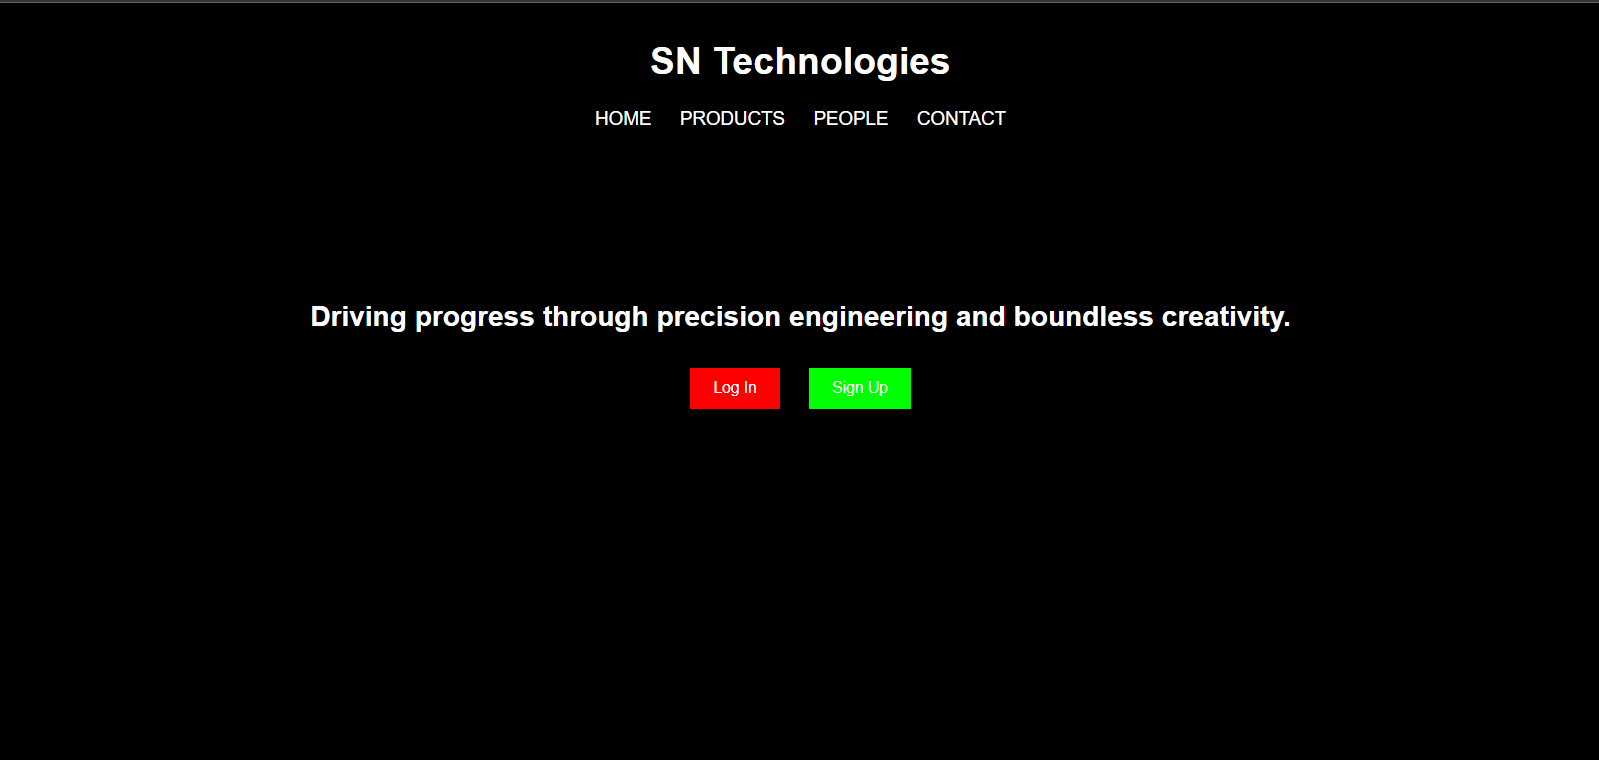 SN Technologies
HOME PRODUCTS PEOPLE CONTACT
Driving progress through precision engineering and boundless creativity.
Log In Sign Up